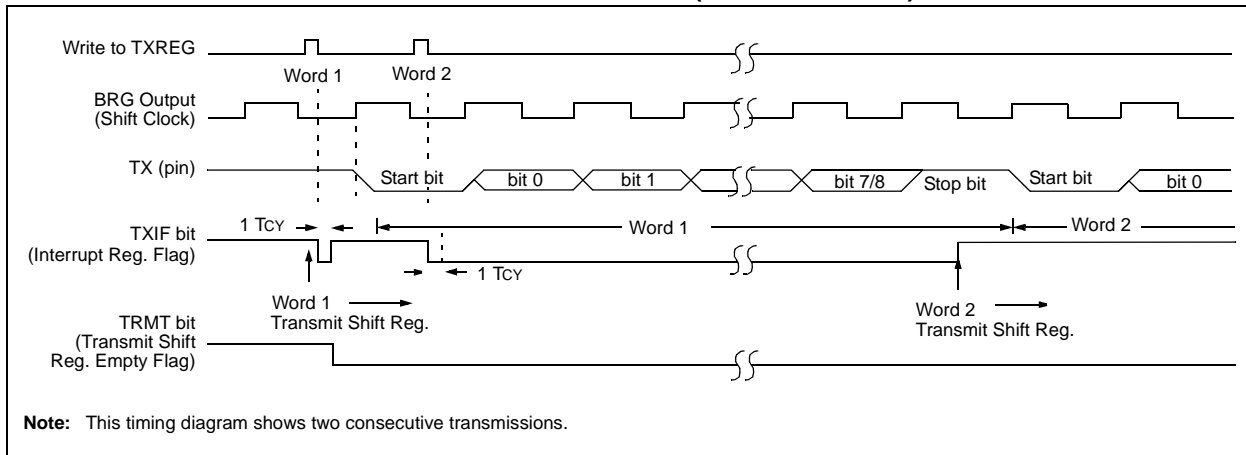 Write to TXREG
Word 1 Word 2
BRG Output
(Shift Clock)
TX (pin)
Start bit bit 0 bit 1 bit 7/8 Stop bit Start bit bit 0
1 TCY
Word 1 Word 2
TXIF bit
(Interrupt Reg. Flag)
1 TCY
Word 1
Transmit Shift Reg.
Word 2
Transmit Shift Reg.
TRMT bit
(Transmit Shift
Reg. Empty Flag)
Note: This timing diagram shows two consecutive transmissions.